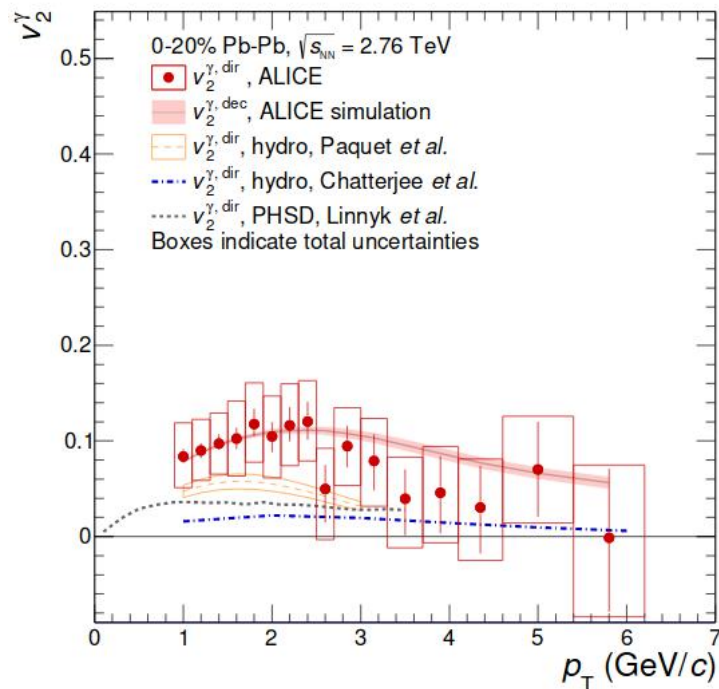 v₂^γ
0-20% Pb-Pb, √s_NN = 2.76 TeV
v₂^γ,dir , ALICE
v₂^γ,dec, ALICE simulation
v₂^γ,dir, hydro, Paquet et al.
v₂^γ,dir, hydro, Chatterjee et al.
v₂^γ,dir, PHSD, Linnyk et al.
Boxes indicate total uncertainties
0.5
0.4
0.3
0.2
0.1
0
0 1 2 3 4 5 6 7
p_T (GeV/c)